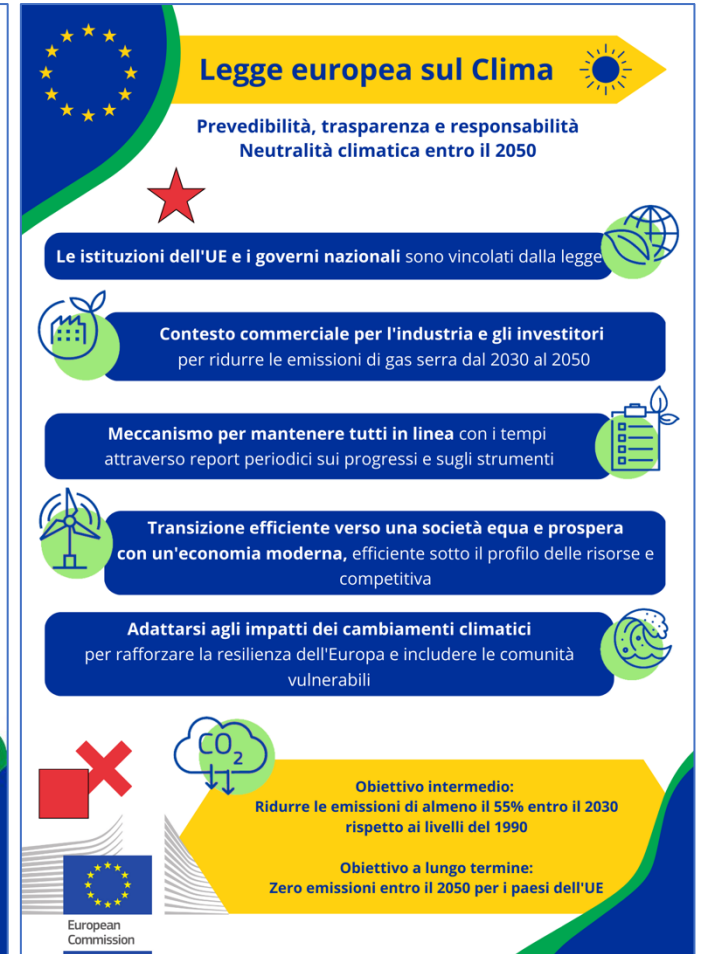 Legge europea sul Clima
Prevedibilità, trasparenza e responsabilità
Neutralità climatica entro il 2050
Le istituzioni dell'UE e i governi nazionali sono vincolati dalla legge
Contesto commerciale per l'industria e gli investitori
per ridurre le emissioni di gas serra dal 2030 al 2050
Meccanismo per mantenere tutti in linea con i tempi
attraverso report periodici sui progressi e sugli strumenti
Transizione efficiente verso una società equa e prospera
con un'economia moderna, efficiente sotto il profilo delle risorse e
competitiva
Adattarsi agli impatti dei cambiamenti climatici
per rafforzare la resilienza dell'Europa e includere le comunità
vulnerabili
CO2
Obiettivo intermedio:
Ridurre le emissioni di almeno il 55% entro il 2030
rispetto ai livelli del 1990
Obiettivo a lungo termine:
Zero emissioni entro il 2050 per i paesi dell'UE
European
Commission